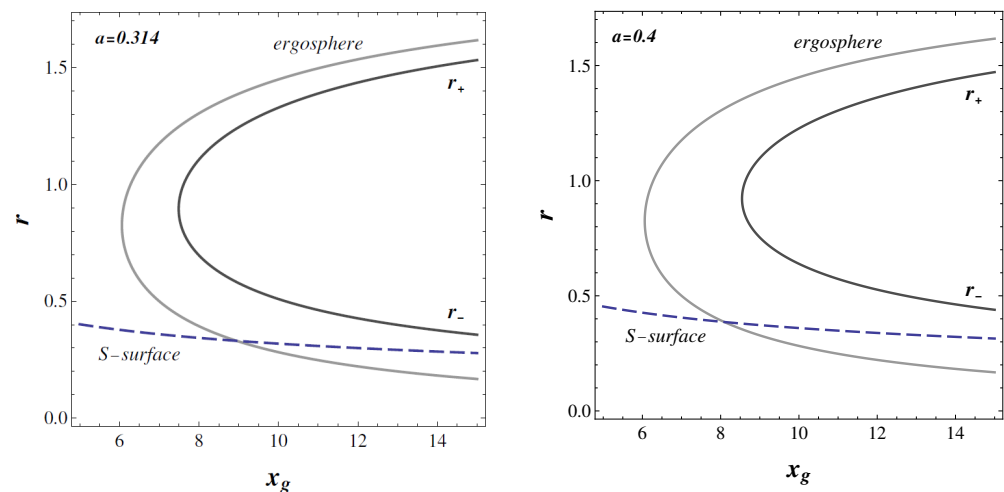 a=0.314
ergosphere
r+
r−
S−surface
r
0.0
0.5
1.0
1.5
6 8 10 12 14
xg
a=0.4
ergosphere
r+
r−
S−surface
r
0.0
0.5
1.0
1.5
6 8 10 12 14
xg